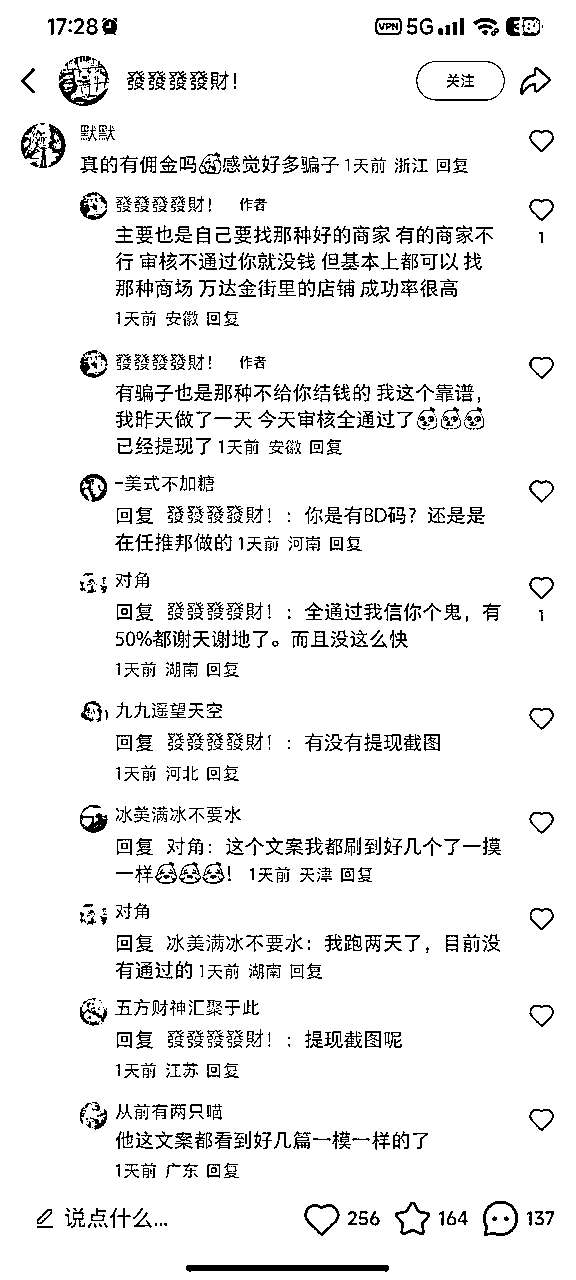 17:28
VPN 5G 38
發發發發財！
关注
默默
真的有佣金吗感觉好多骗子 1天前 浙江 回复
發發發發財！ 作者
主要也是自己要找那种好的商家 有的商家不
行 审核不通过你就没钱 但基本上都可以 找
那种商场 万达金街里的店铺 成功率很高
1
1天前 安徽 回复
發發發發財！ 作者
有骗子也是那种不给你结钱的 我这个靠谱，
我昨天做了一天 今天审核全通过了
已经提现了 1天前 安徽 回复
-美式不加糖
回复 發發發發財！：你是有BD码？还是是
在任推邦做的 1天前 河南 回复
对角
回复 發發發發財！：全通过我信你个鬼，有
50%都谢天谢地了。而且没这么快
1
1天前 湖南 回复
九九遥望天空
回复 發發發發財！：有没有提现截图
1天前 河北 回复
冰美满冰不要水
回复 对角：这个文案我都刷到好几个了一摸
一样！ 1天前 天津 回复
对角
回复 冰美满冰不要水：我跑两天了，目前没
有通过的 1天前 湖南 回复
五方财神汇聚于此
回复 發發發發財！：提现截图呢
1天前 江苏 回复
从前有两只喵
他这文案都看到好几篇一模一样的了
1天前 广东 回复
说点什么...
256
164
137